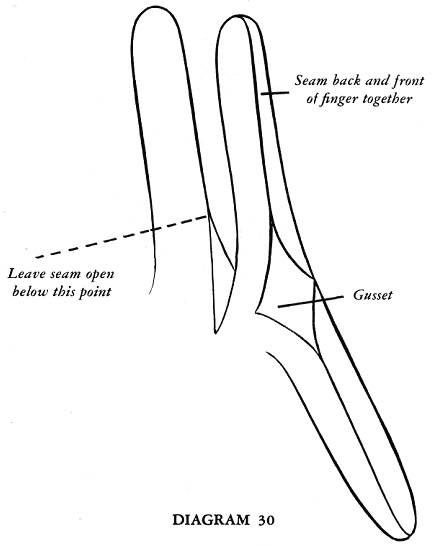 Seam back and front
of finger together
Leave seam open
below this point
Gusset
DIAGRAM 30